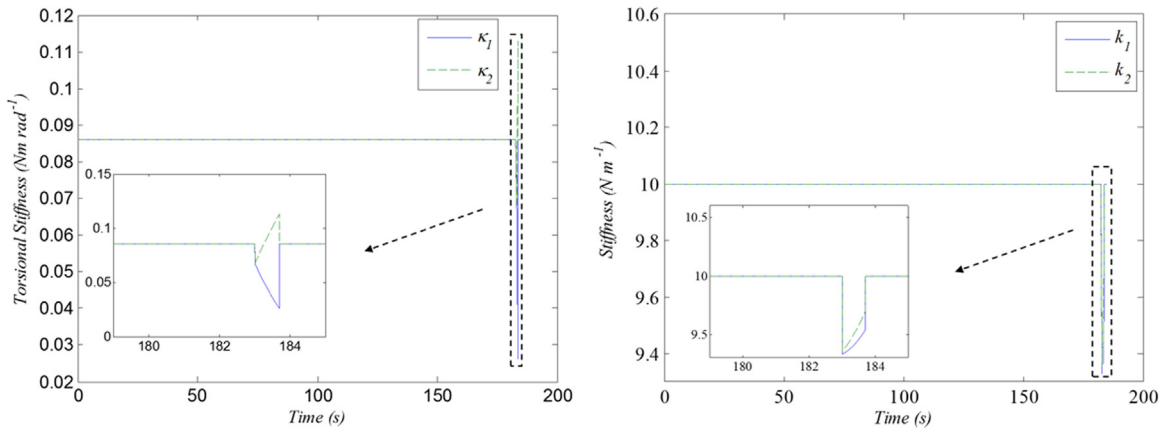 0.12
0.11
0.1
0.09
0.08
0.07
0.06
0.05
0.04
0.03
0.02
Torsional Stiffness (Nm rad⁻¹)
κ₁
κ₂
0.15
0.1
0.05
0
180 182 184
0 50 100 150 200
Time (s)
10.6
10.4
10.2
10
9.8
9.6
9.4
Stiffness (N m⁻¹)
k₁
k₂
10.5
10
9.5
180 182 184
0 50 100 150 200
Time (s)